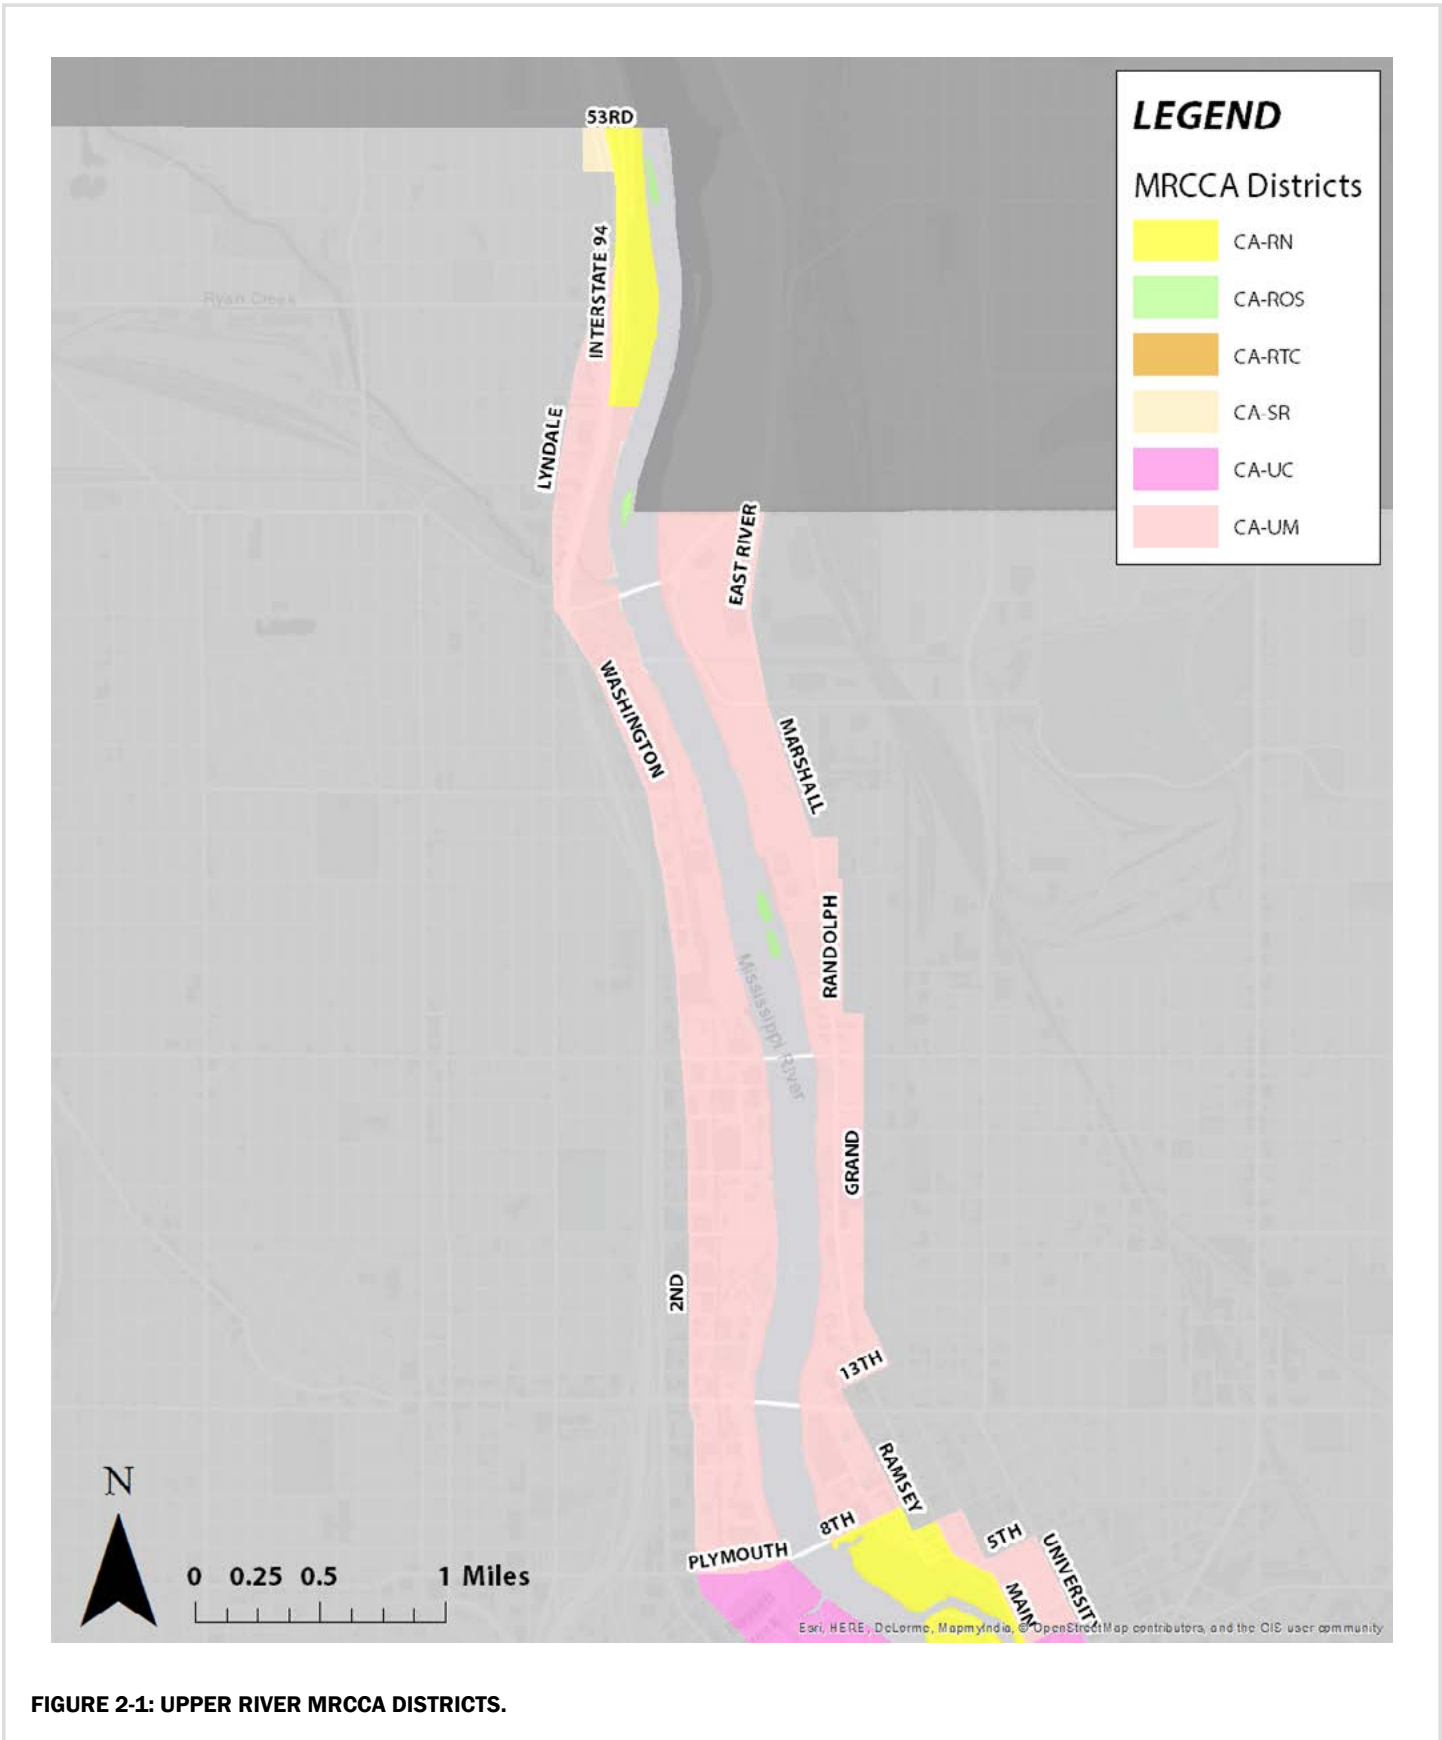 53RD
LEGEND
MRCCA Districts
CA-RN
CA-ROS
CA-RTC
CA-SR
CA-UC
CA-UM
INTERSTATE 94
Ryan Creek
LYNDALE
EAST RIVER
WASHINGTON
MARSHALL
RANDOLPH
Mississippi River
GRAND
2ND
13TH
RAMSEY
8TH
5TH
UNIVERSITY
PLYMOUTH
MAIN
N
0 0.25 0.5 1 Miles
Esri, HERE, DeLorme, MapmyIndia, © OpenStreetMap contributors, and the GIS user community
FIGURE 2-1: UPPER RIVER MRCCA DISTRICTS.